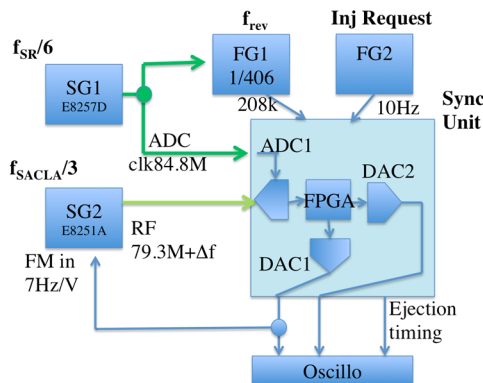 f_rev
Inj Request
f_SR/6
SG1
E8257D
FG1
1/406
FG2
208k
10Hz
Sync
Unit
ADC
clk84.8M
ADC1
DAC2
f_SACLA/3
SG2
E8251A
RF
79.3M+Δf
FPGA
DAC1
FM in
7Hz/V
Ejection
timing
Oscillo